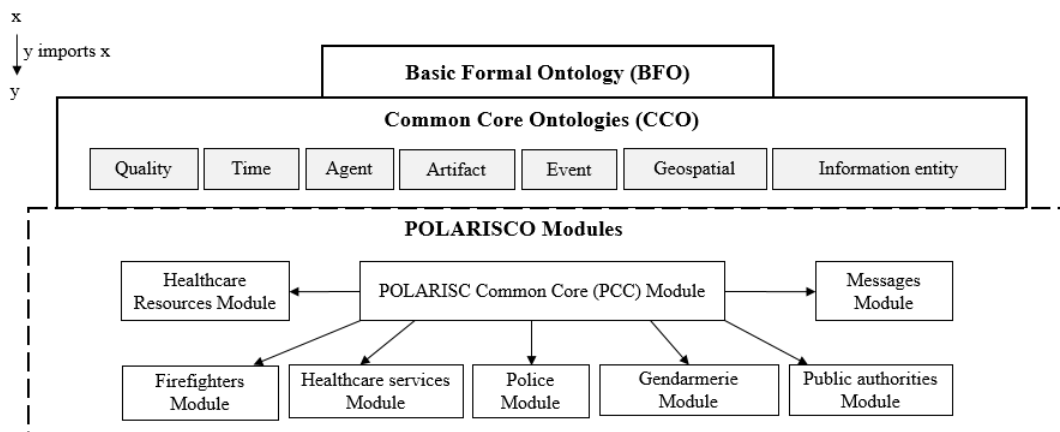 x
y imports x
y
Basic Formal Ontology (BFO)
Common Core Ontologies (CCO)
Quality
Time
Agent
Artifact
Event
Geospatial
Information entity
POLARISCO Modules
Healthcare
Resources Module
POLARISC Common Core (PCC) Module
Messages
Module
Firefighters
Module
Healthcare services
Module
Police
Module
Gendarmerie
Module
Public authorities
Module